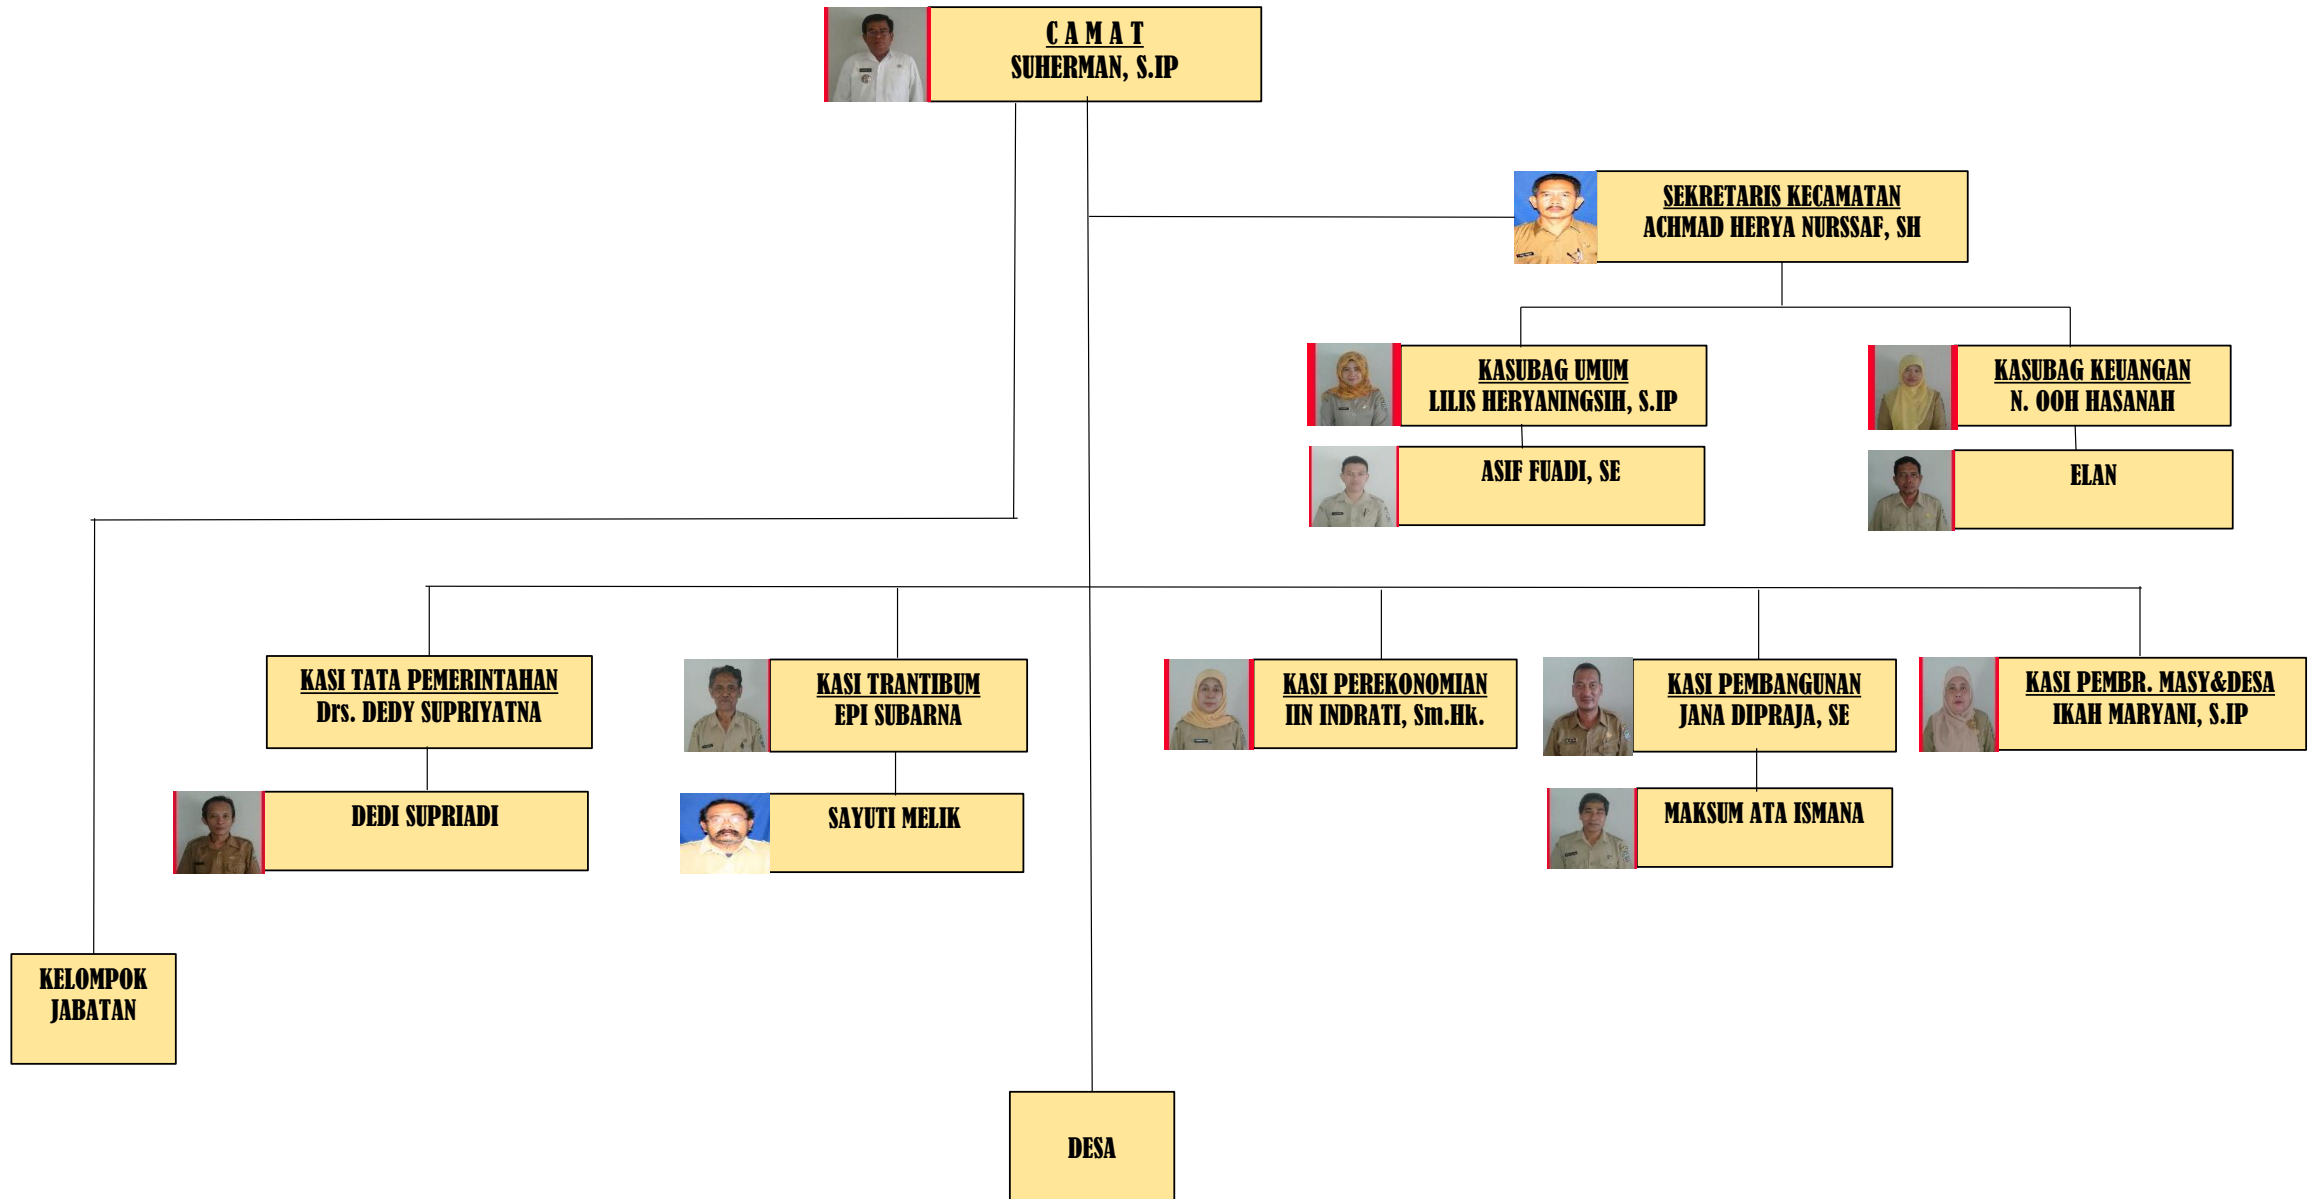 C A M A T
SUHERMAN, S.IP
SEKRETARIS KECAMATAN
ACHMAD HERYA NURSSAF, SH
KASUBAG UMUM
LILIS HERYANINGSIH, S.IP
KASUBAG KEUANGAN
N. OOH HASANAH
ASIF FUADI, SE
ELAN
KASI TATA PEMERINTAHAN
Drs. DEDY SUPRIYATNA
KASI TRANTIBUM
EPI SUBARNA
KASI PEREKONOMIAN
IIN INDRATI, Sm.Hk.
KASI PEMBANGUNAN
JANA DIPRAJA, SE
KASI PEMBR. MASY&DESA
IKAH MARYANI, S.IP
DEDI SUPRIADI
SAYUTI MELIK
MAKSUM ATA ISMANA
KELOMPOK
JABATAN
DESA